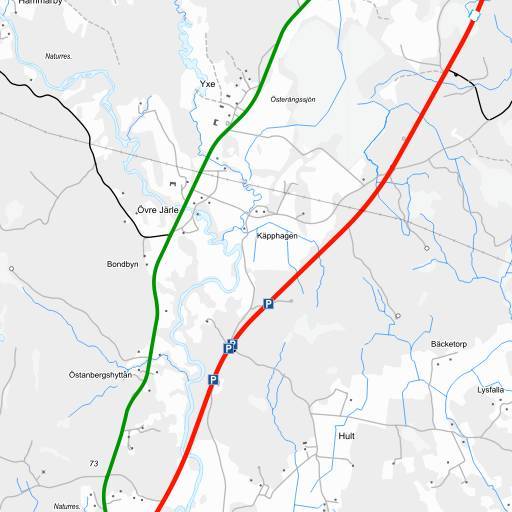 Hammarby
Naturres.
Yxe
Österängssjön
Övre Järle
Käpphagen
Bondbyn
P
P
P
P
Bäcketorp
Östanbergshyttan
Lysfalla
Hult
73
Naturres.